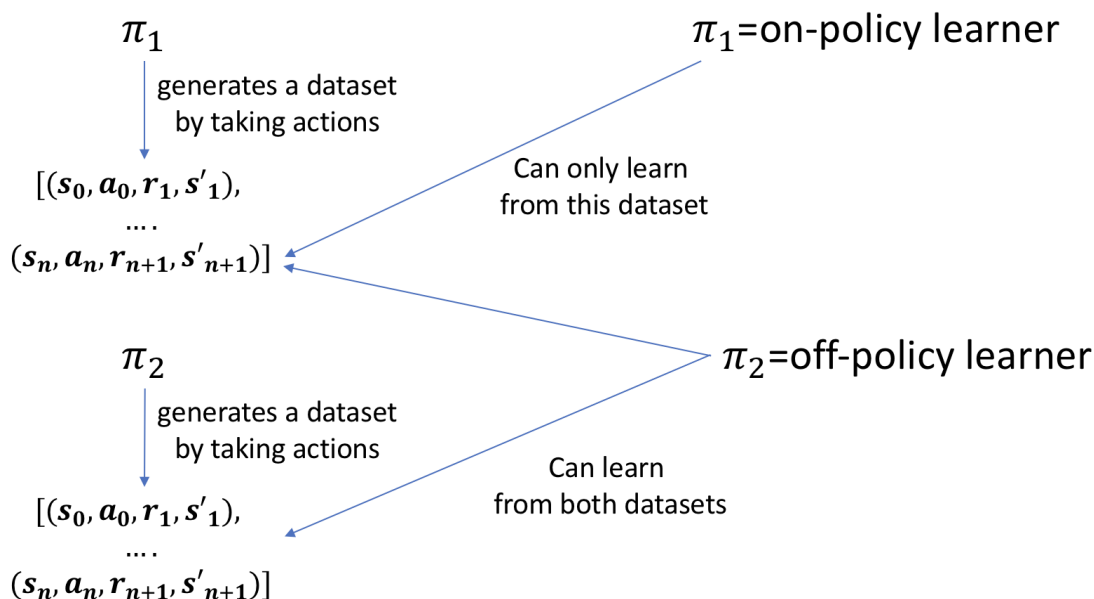 π₁
generates a dataset
by taking actions
[(s₀, a₀, r₁, s′₁),
….
(sₙ, aₙ, rₙ₊₁, s′ₙ₊₁)]
π₁=on-policy learner
Can only learn
from this dataset
π₂
generates a dataset
by taking actions
[(s₀, a₀, r₁, s′₁),
….
(sₙ, aₙ, rₙ₊₁, s′ₙ₊₁)]
π₂=off-policy learner
Can learn
from both datasets